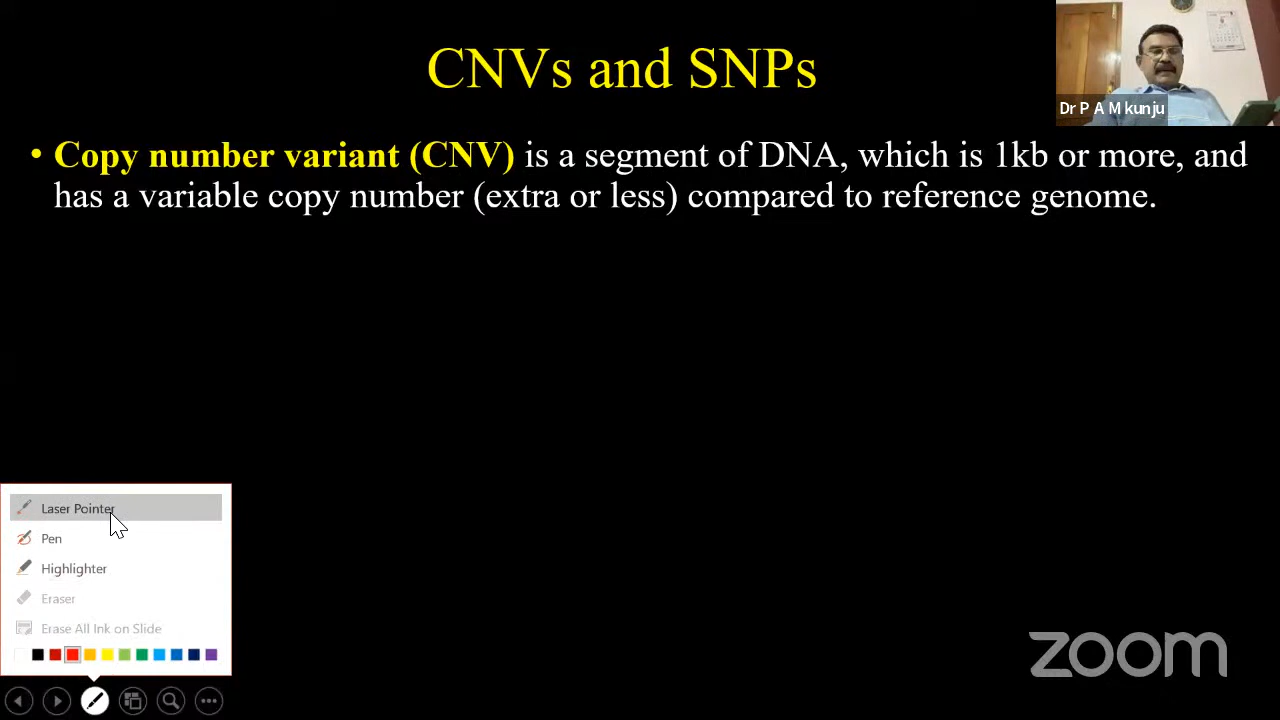 CNVs and SNPs
Dr P A M kunju
• Copy number variant (CNV) is a segment of DNA, which is 1kb or more, and
has a variable copy number (extra or less) compared to reference genome.
Laser Pointer
Pen
Highlighter
Eraser
Erase All Ink on Slide
zoom